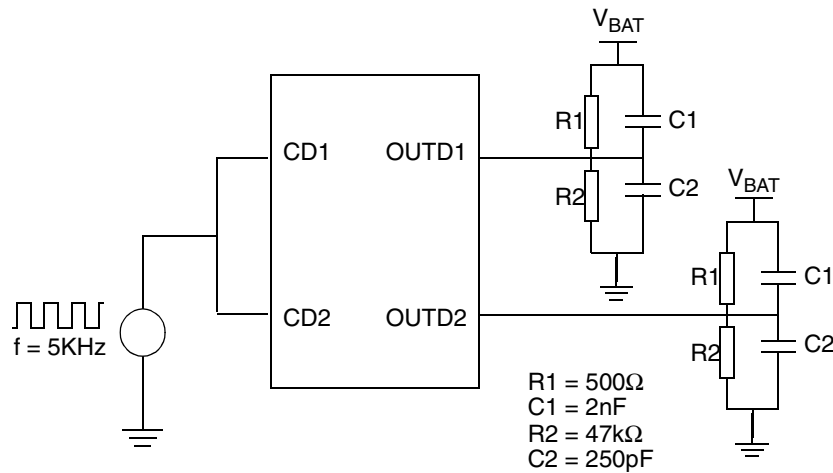 VBAT
R1
C1
CD1
OUTD1
R2
C2
VBAT
R1
C1
CD2
OUTD2
f = 5KHz
R2
C2
R1 = 500Ω
C1 = 2nF
R2 = 47kΩ
C2 = 250pF